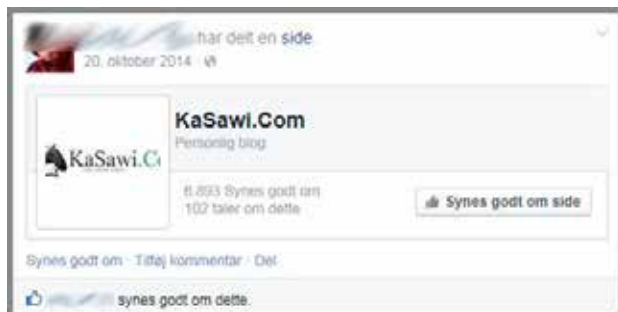 har delt en side
20. oktober 2014
KaSawi.Com
Personlig blog
KaSawi.Co
6.893 Synes godt om
102 taler om dette
Synes godt om side
Synes godt om · Tilføj kommentar · Del
synes godt om dette.